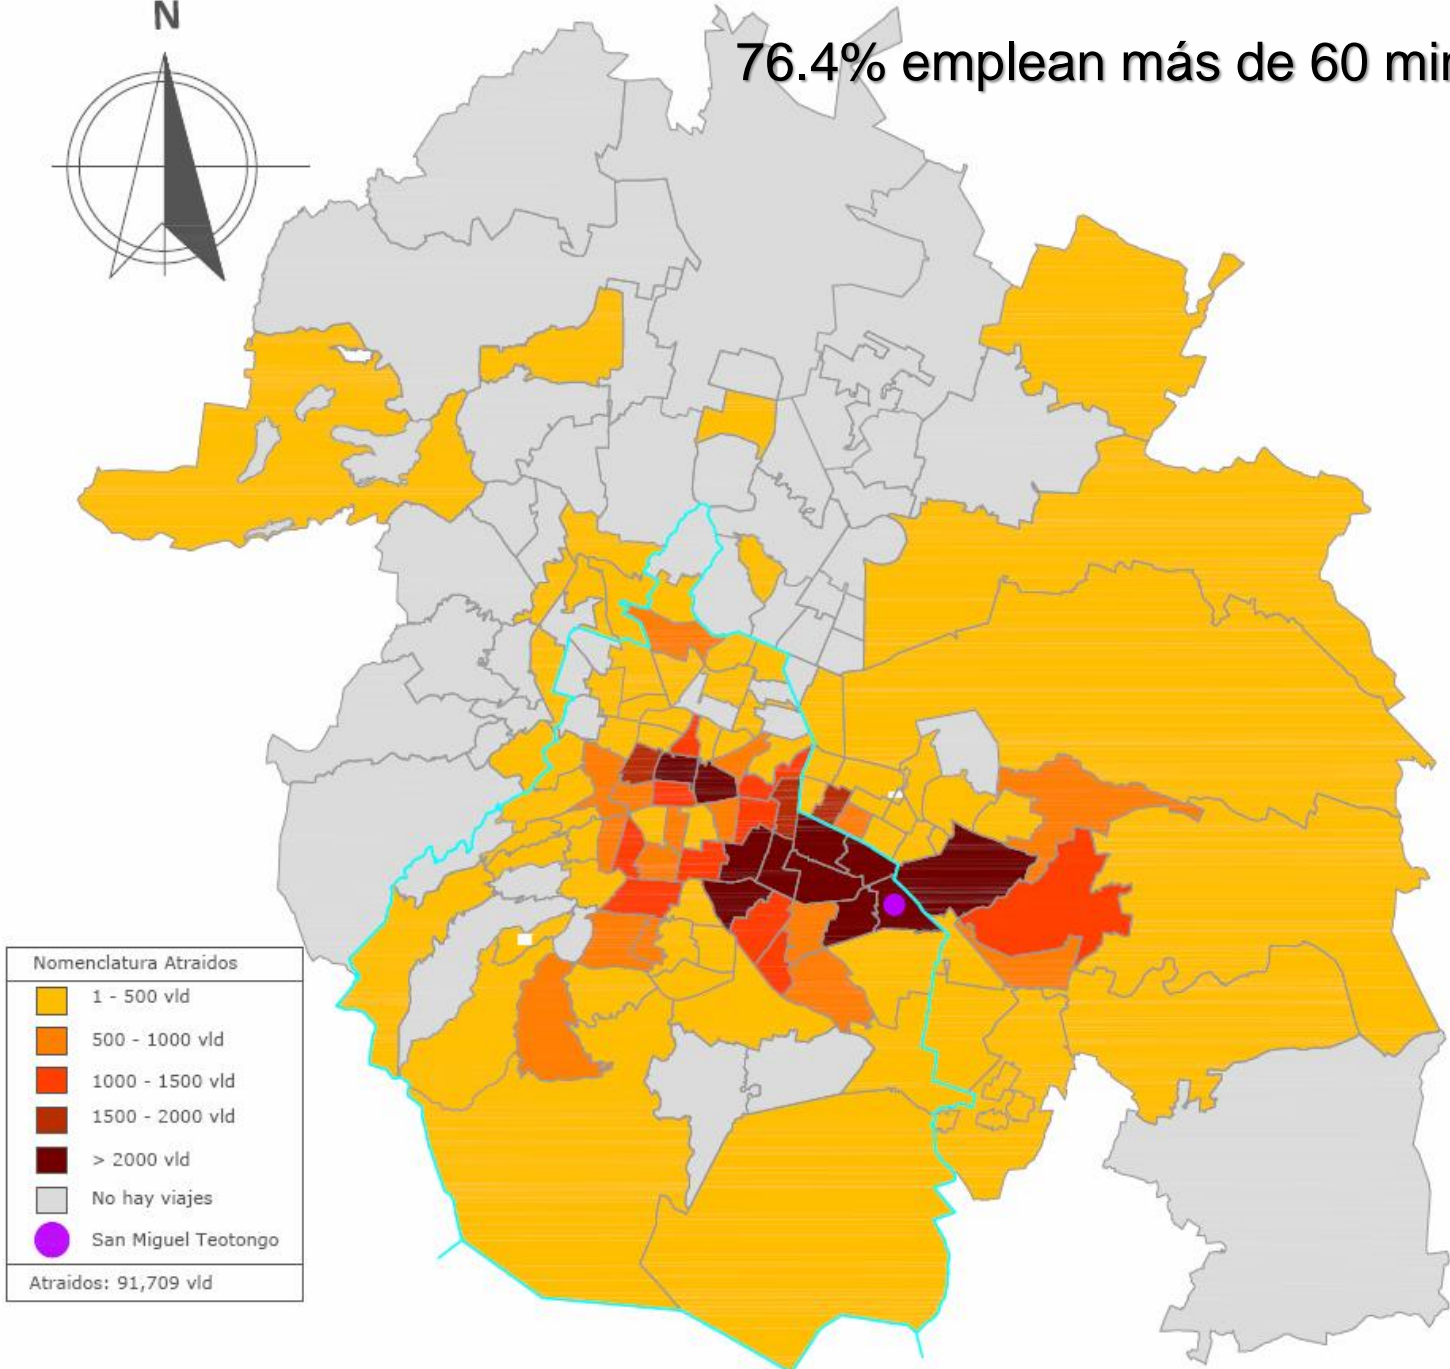 N
76.4% emplean más de 60
Nomenclatura Atraidos
1 - 500 vld
500 - 1000 vld
1000 - 1500 vld
1500 - 2000 vld
> 2000 vld
No hay viajes
San Miguel Teotongo
Atraidos: 91,709 vld